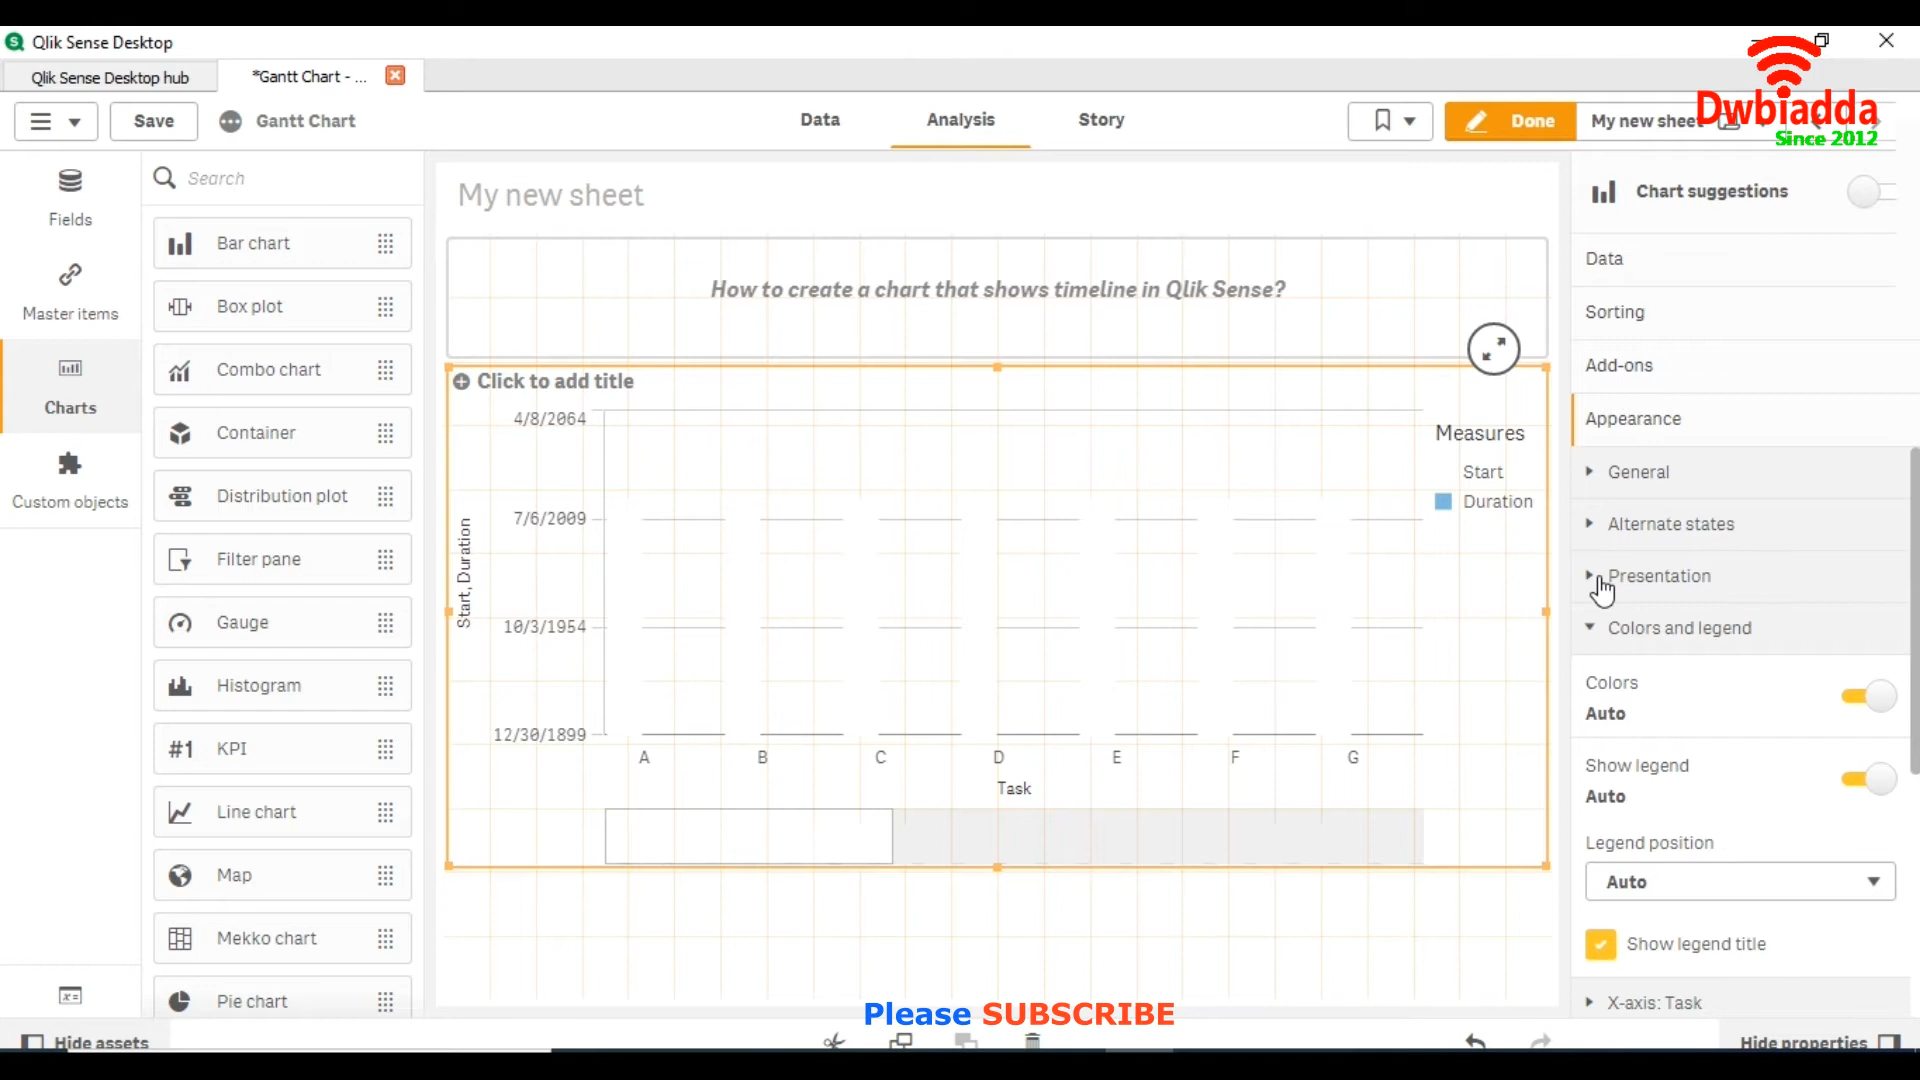 Qlik Sense Desktop
Qlik Sense Desktop hub
*Gantt Chart - ...
Save
Gantt Chart
Data
Analysis
Story
Done
My new sheet
Dwbiadda
Since 2012
Fields
Master items
Charts
Custom objects
Search
Bar chart
Box plot
Combo chart
Container
Distribution plot
Filter pane
Gauge
Histogram
#1 KPI
Line chart
Map
Mekko chart
Pie chart
My new sheet
How to create a chart that shows timeline in Qlik Sense?
Click to add title
4/8/2064
7/6/2009
10/3/1954
12/30/1899
Start, Duration
A B C D E F G
Task
Measures
Start
Duration
Chart suggestions
Data
Sorting
Add-ons
Appearance
General
Alternate states
Presentation
Colors and legend
Colors
Auto
Show legend
Auto
Legend position
Auto
Show legend title
X-axis: Task
Please SUBSCRIBE
Hide assets
Hide properties